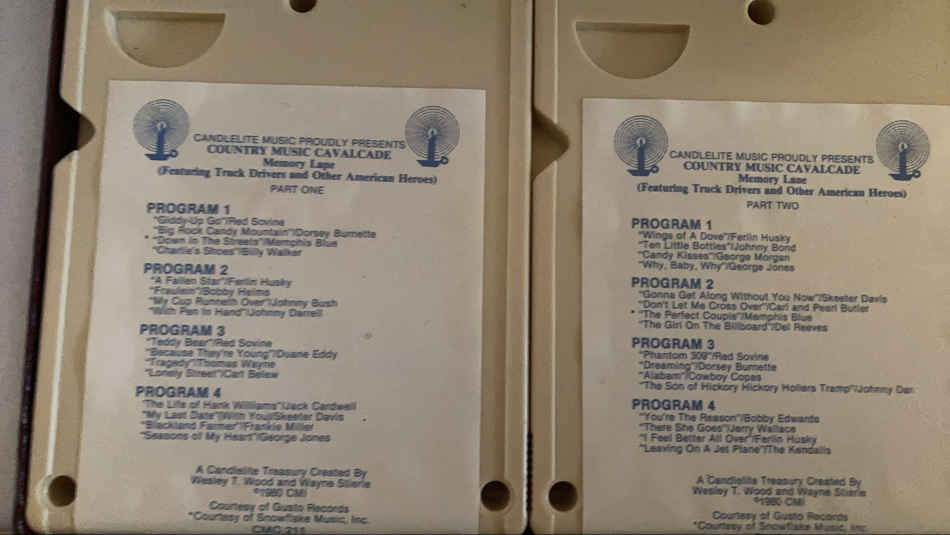 CANDLELITE MUSIC PROUDLY PRESENTS
COUNTRY MUSIC CAVALCADE
Memory Lane
(Featuring Truck Drivers and Other American Heroes)
PART ONE
PROGRAM 1
"Giddy-Up Go"/Red Sovine
"Big Rock Candy Mountain"/Dorsey Burnette
* "Down In The Streets"/Memphis Blue
"Charlie's Shoes"/Billy Walker
PROGRAM 2
"A Fallen Star"/Ferlin Husky
"Fraulein"/Bobby Helms
"My Cup Runneth Over"/Johnny Bush
"With Pen In Hand"/Johnny Darrell
PROGRAM 3
"Teddy Bear"/Red Sovine
"Because They're Young"/Duane Eddy
"Tragedy"/Thomas Wayne
"Lonely Street"/Carl Belew
PROGRAM 4
"The Life of Hank Williams"/Jack Cardwell
"My Last Date" (With You)/Skeeter Davis
"Blackland Farmer"/Frankie Miller
"Seasons of My Heart"/George Jones
A Candlelite Treasury Created By
Wesley T. Wood and Wayne Stierle
©1980 CMI
Courtesy of Gusto Records
*Courtesy of Snowflake Music, Inc.
CMC 211
CANDLELITE MUSIC PROUDLY PRESENTS
COUNTRY MUSIC CAVALCADE
Memory Lane
(Featuring Truck Drivers and Other American Heroes)
PART TWO
PROGRAM 1
"Wings of A Dove"/Ferlin Husky
"Ten Little Bottles"/Johnny Bond
"Candy Kisses"/George Morgan
"Why, Baby, Why"/George Jones
PROGRAM 2
"Gonna Get Along Without You Now"/Skeeter Davis
"Don't Let Me Cross Over"/Carl and Pearl Butler
* "The Perfect Couple"/Memphis Blue
"The Girl On The Billboard"/Del Reeves
PROGRAM 3
"Phantom 309"/Red Sovine
"Dreaming"/Dorsey Burnette
"Alabam"/Cowboy Copas
"The Son of Hickory Hickory Hollers Tramp"/Johnny Dar
PROGRAM 4
"You're The Reason"/Bobby Edwards
"There She Goes"/Jerry Wallace
"I Feel Better All Over"/Ferlin Husky
"Leaving On A Jet Plane"/The Kendalls
A Candlelite Treasury Created By
Wesley T. Wood and Wayne Stierle
©1980 CMI
Courtesy of Gusto Records
*Courtesy of Snowflake Music, Inc.